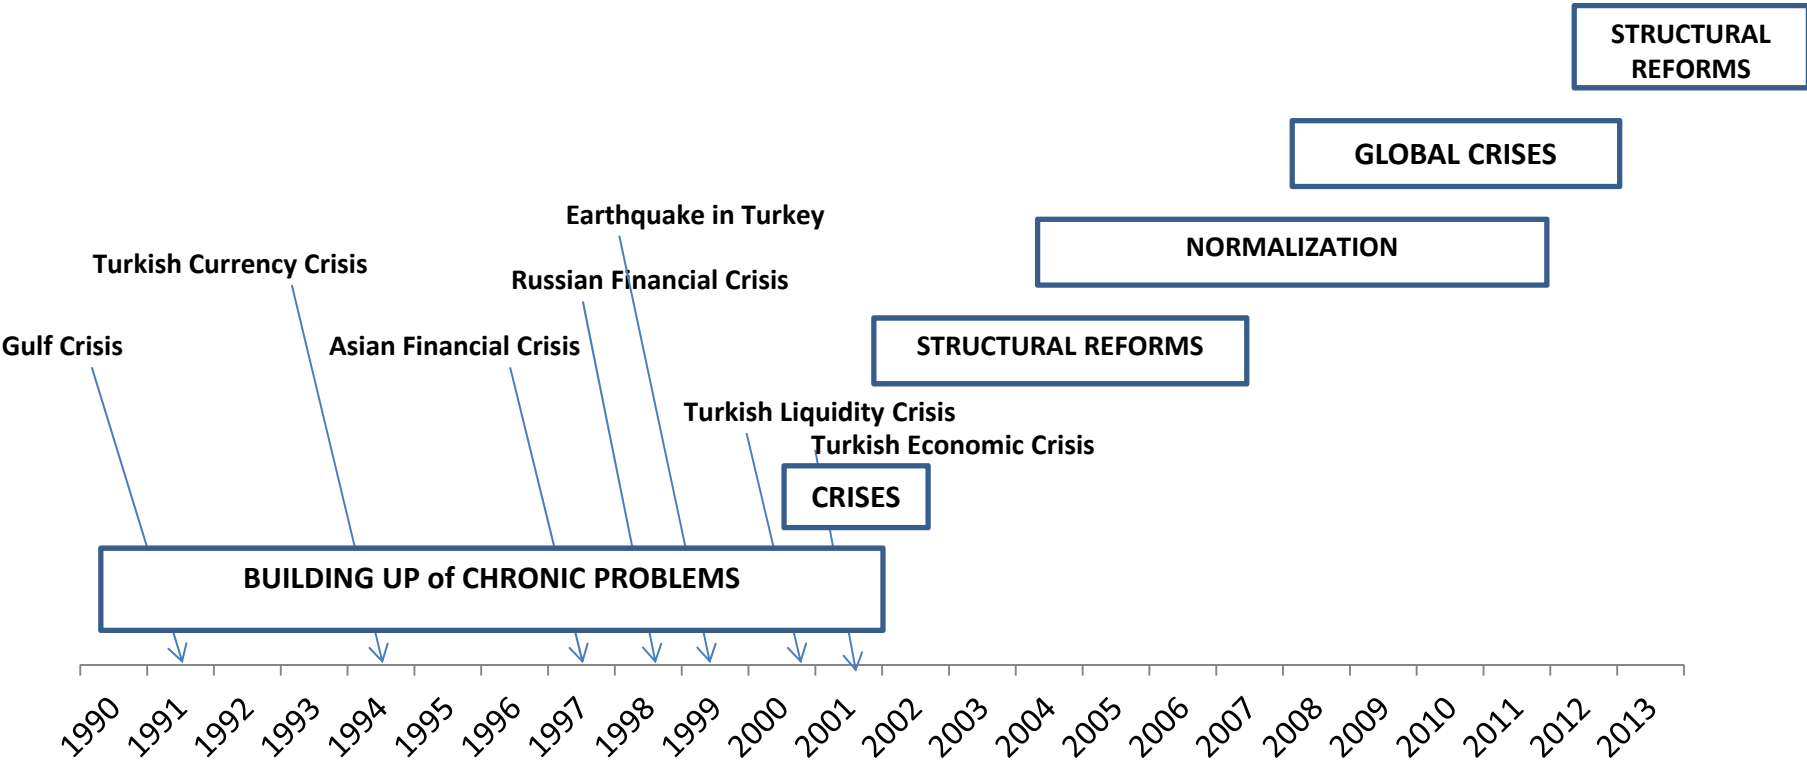 STRUCTURAL
REFORMS
GLOBAL CRISES
Earthquake in Turkey
NORMALIZATION
Turkish Currency Crisis
Russian Financial Crisis
Gulf Crisis
Asian Financial Crisis
STRUCTURAL REFORMS
Turkish Liquidity Crisis
Turkish Economic Crisis
CRISES
BUILDING UP of CHRONIC PROBLEMS
1990
1991
1992
1993
1994
1995
1996
1997
1998
1999
2000
2001
2002
2003
2004
2005
2006
2007
2008
2009
2010
2011
2012
2013